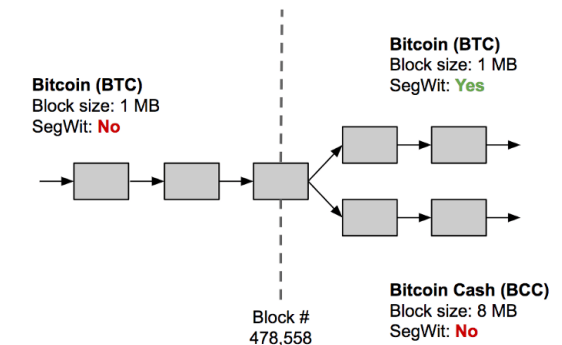 Bitcoin (BTC)
Block size: 1 MB
SegWit: No
Bitcoin (BTC)
Block size: 1 MB
SegWit: Yes
Block #
478,558
Bitcoin Cash (BCC)
Block size: 8 MB
SegWit: No